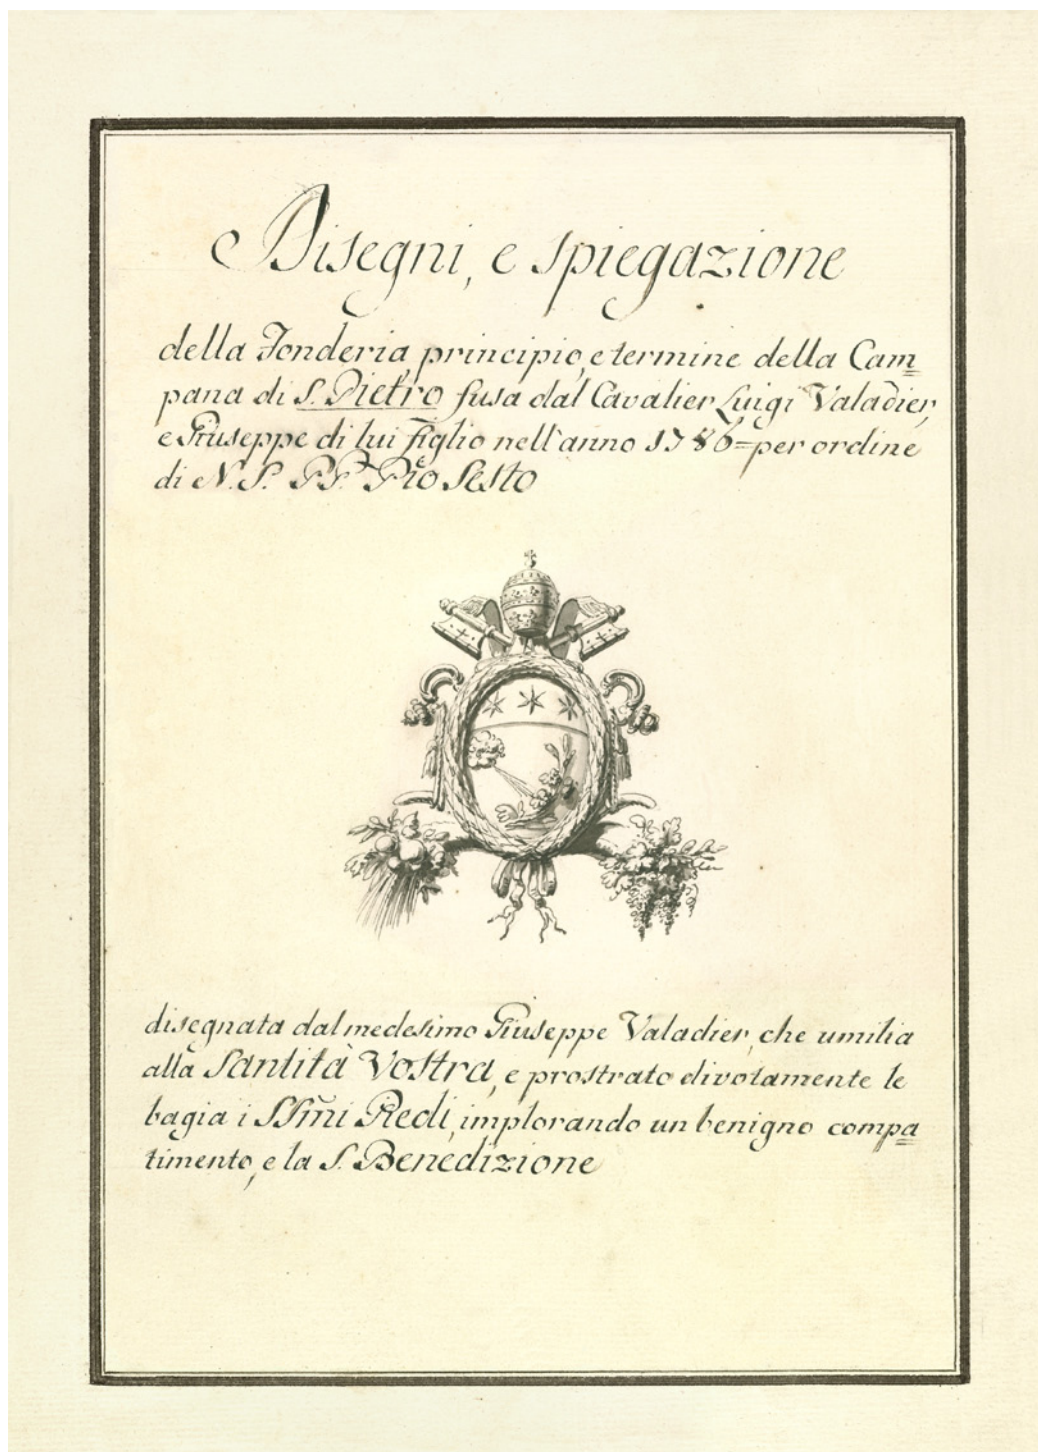 Disegni, e spiegazione
della Fonderia, principio, e termine della Cam=
pana di S. Pietro fusa dal Cavalier Luigi Valadier,
e Giuseppe di lui figlio nell'anno 1786= per ordine
di N. S. PP. Pio Sesto
disegnata dal medesimo Giuseppe Valadier, che umilia
alla Santità Vostra, e prostrato divotamente le
bagia i SSmi Piedi, implorando un benigno compa=
timento, e la S. Benedizione